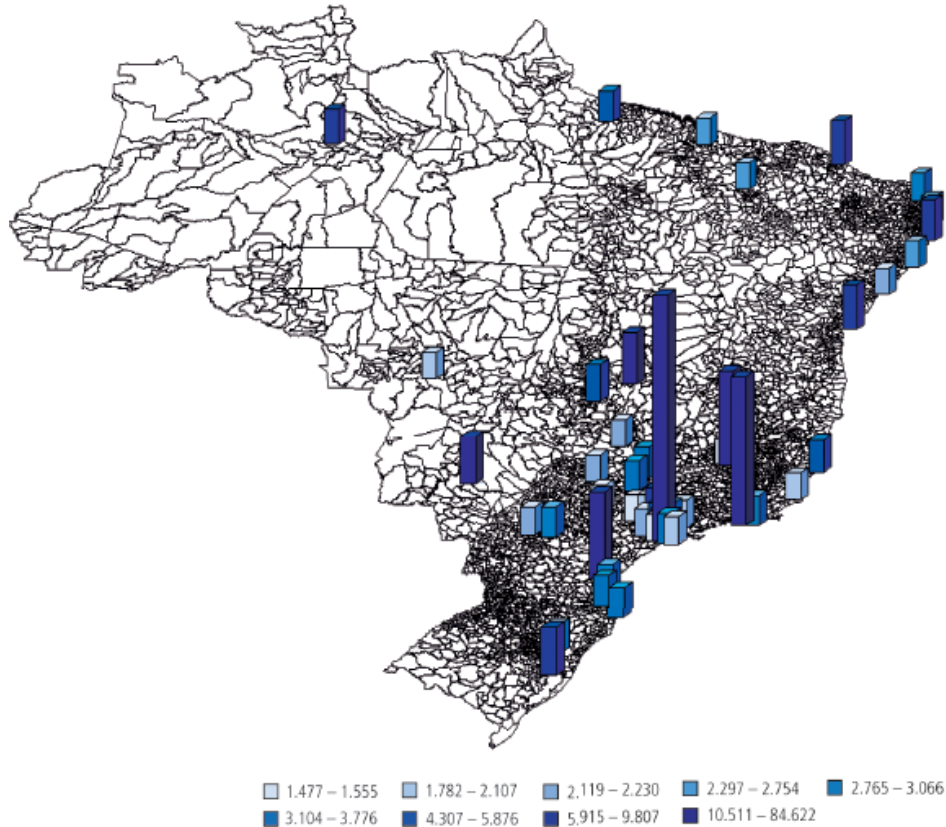 1.477 – 1.555 1.782 – 2.107 2,119 – 2.230 2.297 – 2.754 2.765 – 3.066
3.104 – 3.776 4.307 – 5.876 5.915 – 9.807 10.511 – 84.622